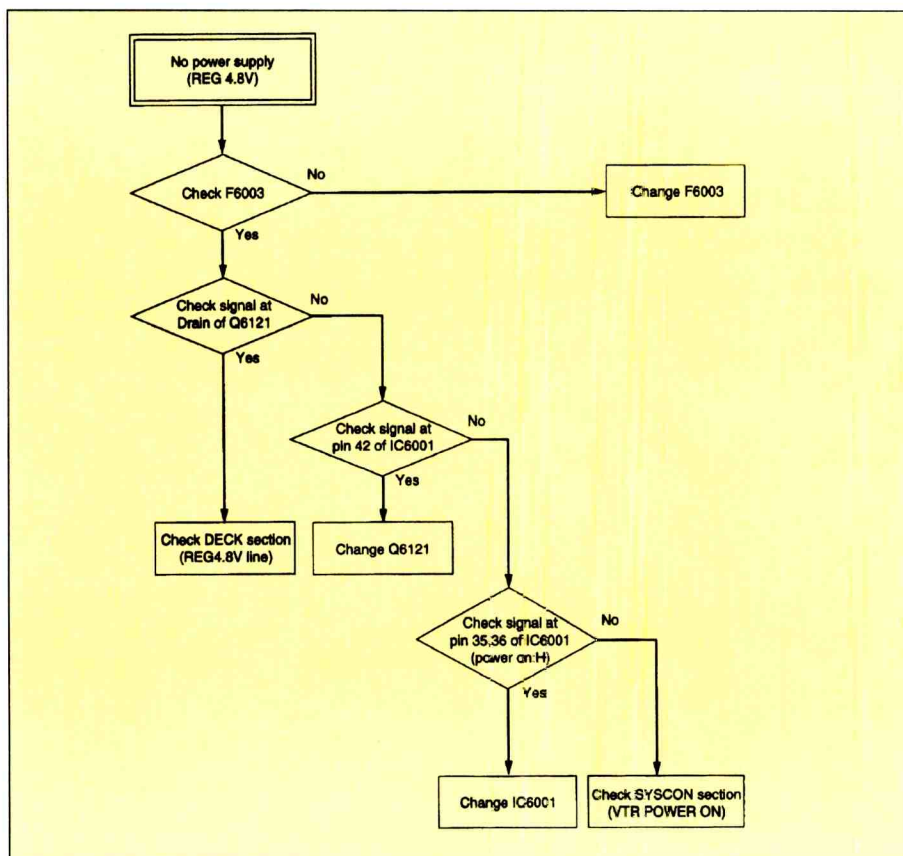 No power supply
(REG 4.8V)
Check F6003
No
Change F6003
Yes
Check signal at
Drain of Q6121
No
Yes
Check signal at
pin 42 of IC6001
No
Yes
Check DECK section
(REG4.8V line)
Change Q6121
Check signal at
pin 35,36 of IC6001
(power on:H)
No
Yes
Change IC6001
Check SYSCON section
(VTR POWER ON)